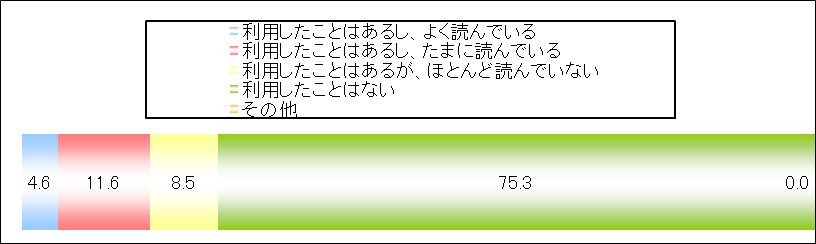 利用したことはあるし、よく読んでいる
利用したことはあるし、たまに読んでいる
利用したことはあるが、ほとんど読んでいない
利用したことはない
その他
4.6 11.6 8.5 75.3 0.0